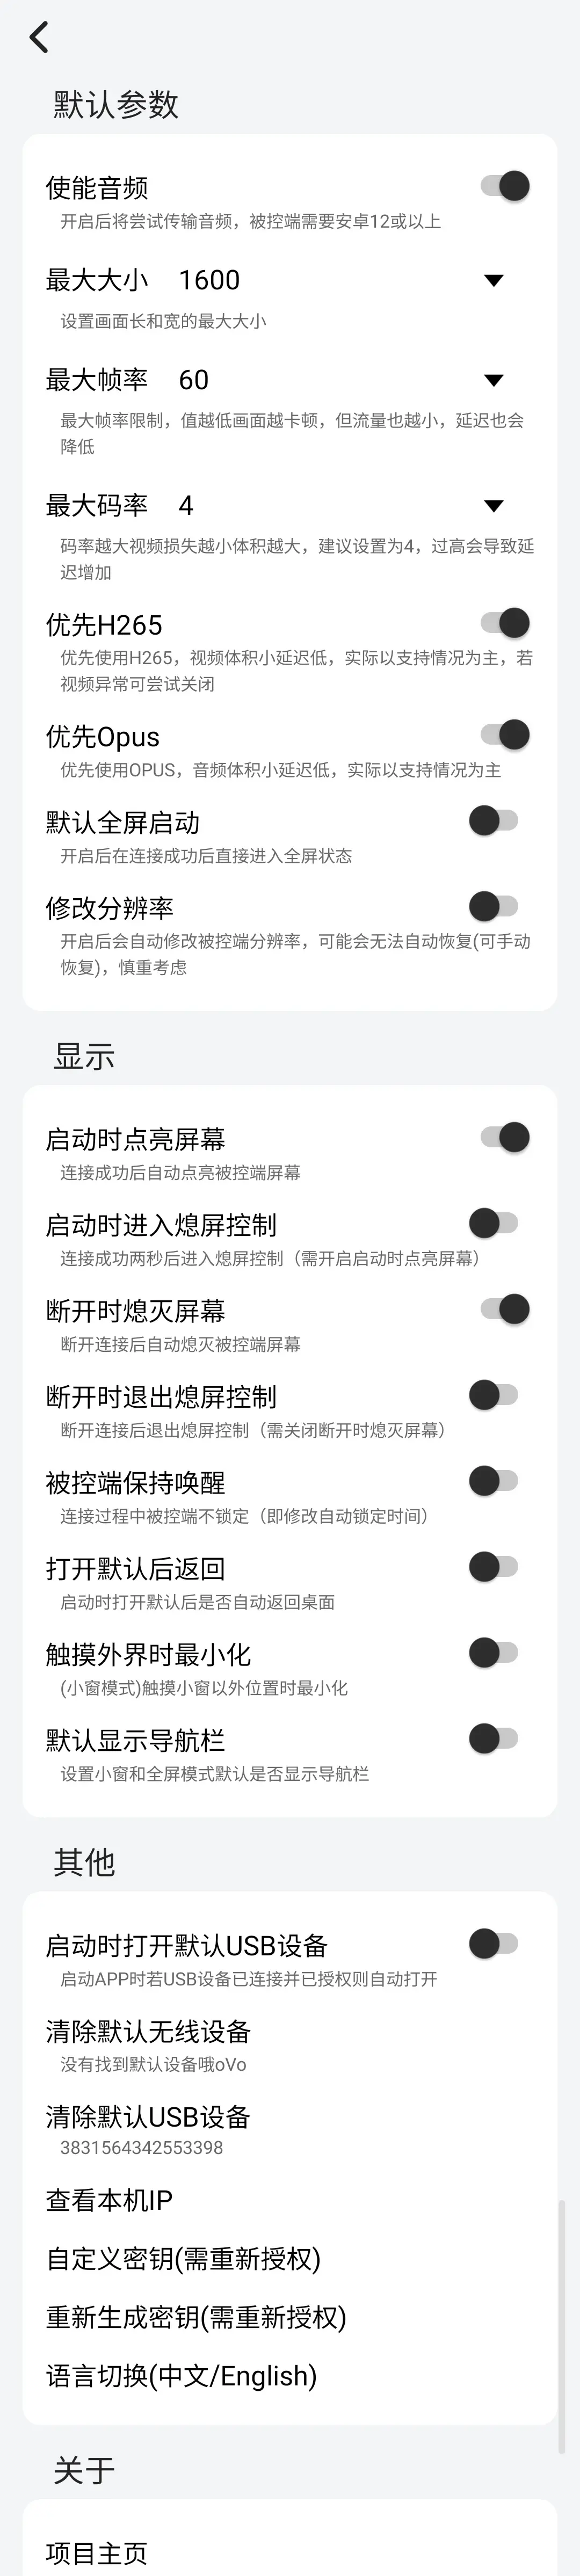 默认参数
使能音频
开启后将尝试传输音频，被控端需要安卓12或以上
最大大小 1600
设置画面长和宽的最大大小
最大帧率 60
最大帧率限制，值越低画面越卡顿，但流量也越小，延迟也会
降低
最大码率 4
码率越大视频损失越小体积越大，建议设置为4，过高会导致延
迟增加
优先H265
优先使用H265，视频体积小延迟低，实际以支持情况为主，若
视频异常可尝试关闭
优先Opus
优先使用OPUS，音频体积小延迟低，实际以支持情况为主
默认全屏启动
开启后在连接成功后直接进入全屏状态
修改分辨率
开启后会自动修改被控端分辨率，可能会无法自动恢复(可手动
恢复)，慎重考虑
显示
启动时点亮屏幕
连接成功后自动点亮被控端屏幕
启动时进入熄屏控制
连接成功两秒后进入熄屏控制（需开启启动时点亮屏幕）
断开时熄灭屏幕
断开连接后自动熄灭被控端屏幕
断开时退出熄屏控制
断开连接后退出熄屏控制（需关闭断开时熄灭屏幕）
被控端保持唤醒
连接过程中被控端不锁定（即修改自动锁定时间）
打开默认后返回
启动时打开默认后是否自动返回桌面
触摸外界时最小化
(小窗模式)触摸小窗以外位置时最小化
默认显示导航栏
设置小窗和全屏模式默认是否显示导航栏
其他
启动时打开默认USB设备
启动APP时若USB设备已连接并已授权则自动打开
清除默认无线设备
没有找到默认设备哦oVo
清除默认USB设备
3831564342553398
查看本机IP
自定义密钥(需重新授权)
重新生成密钥(需重新授权)
语言切换(中文/English)
关于
项目主页